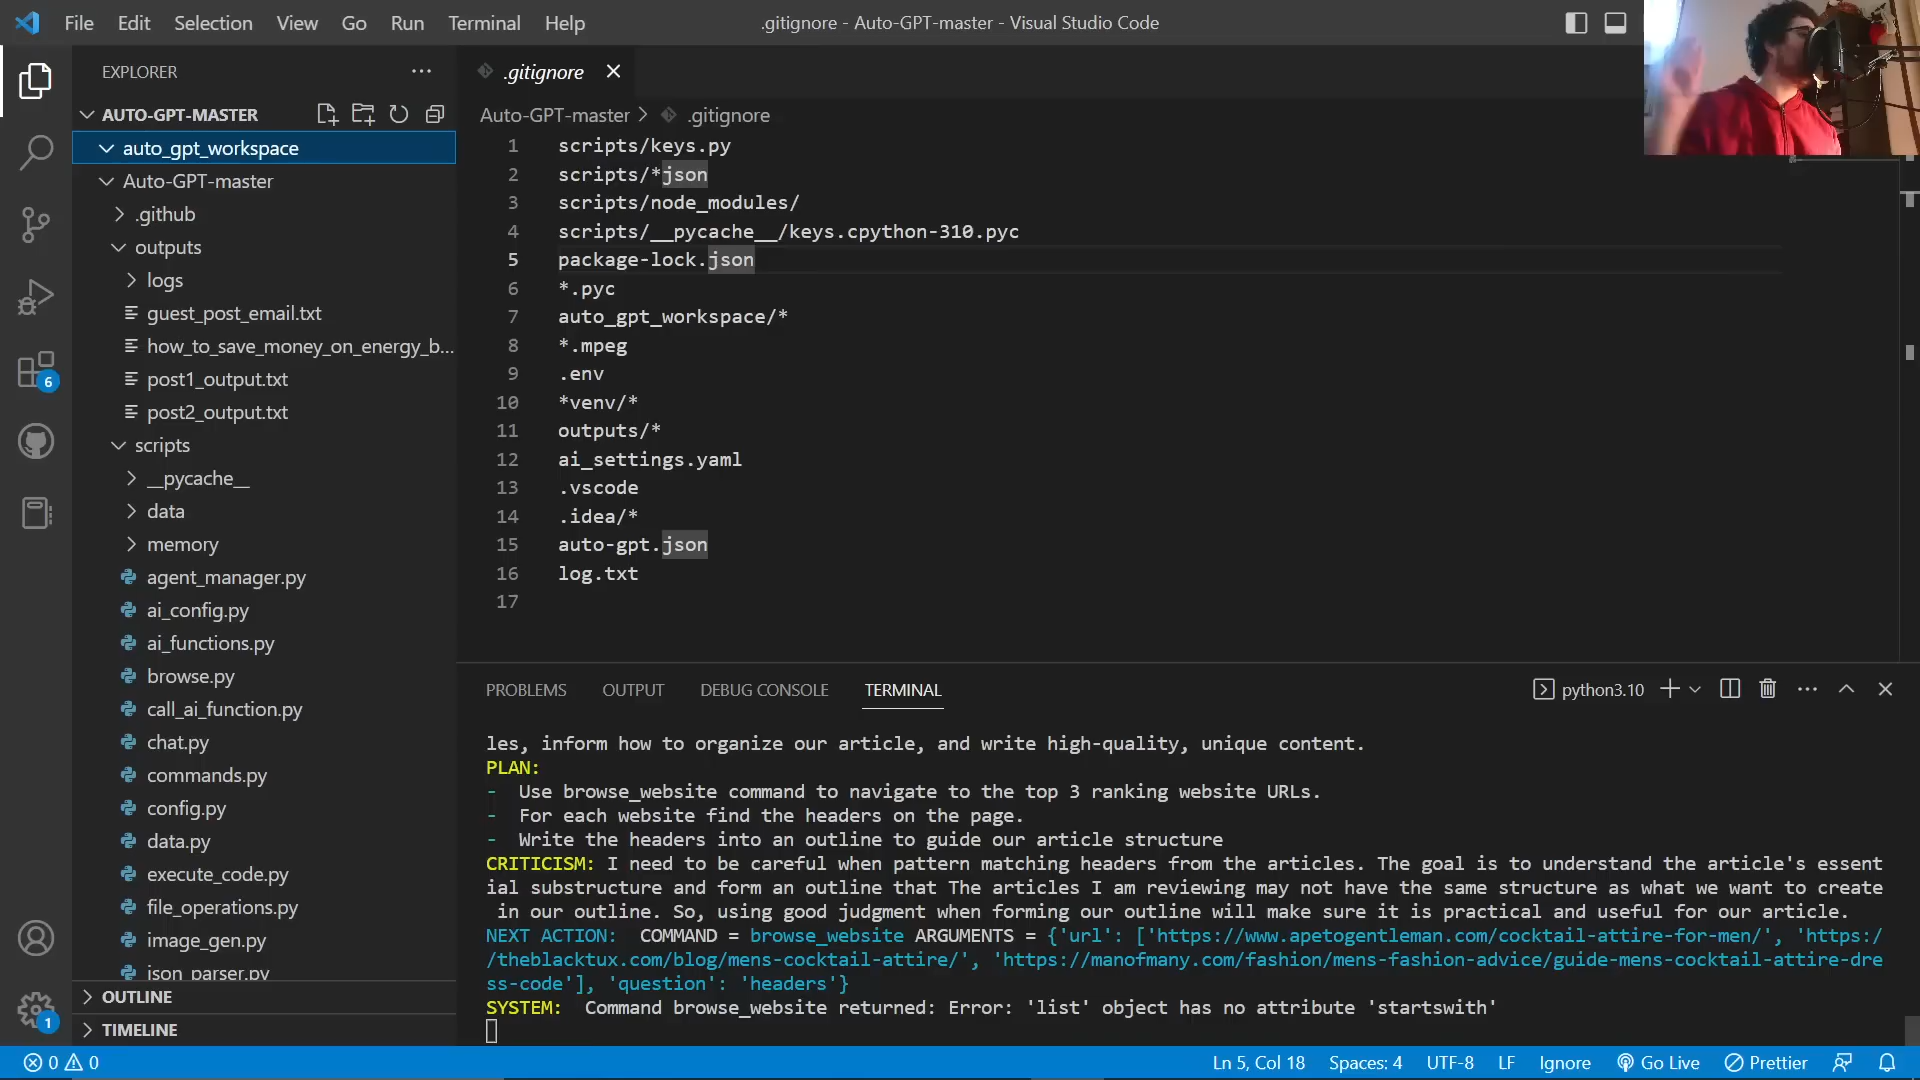 File Edit Selection View Go Run Terminal Help
.gitignore - Auto-GPT-master - Visual Studio Code
EXPLORER
AUTO-GPT-MASTER
auto_gpt_workspace
Auto-GPT-master
.github
outputs
logs
guest_post_email.txt
how_to_save_money_on_energy_b...
post1_output.txt
post2_output.txt
scripts
__pycache__
data
memory
agent_manager.py
ai_config.py
ai_functions.py
browse.py
call_ai_function.py
chat.py
commands.py
config.py
data.py
execute_code.py
file_operations.py
image_gen.py
json_parser.py
OUTLINE
TIMELINE
6
1
.gitignore
Auto-GPT-master > .gitignore
1 scripts/keys.py
2 scripts/*json
3 scripts/node_modules/
4 scripts/__pycache__/keys.cpython-310.pyc
5 package-lock.json
6 *.pyc
7 auto_gpt_workspace/*
8 *.mpeg
9 .env
10 *venv/*
11 outputs/*
12 ai_settings.yaml
13 .vscode
14 .idea/*
15 auto-gpt.json
16 log.txt
17
PROBLEMS OUTPUT DEBUG CONSOLE TERMINAL
python3.10
les, inform how to organize our article, and write high-quality, unique content.
PLAN:
- Use browse_website command to navigate to the top 3 ranking website URLs.
- For each website find the headers on the page.
- Write the headers into an outline to guide our article structure
CRITICISM: I need to be careful when pattern matching headers from the articles. The goal is to understand the article's essent
ial substructure and form an outline that The articles I am reviewing may not have the same structure as what we want to create
in our outline. So, using good judgment when forming our outline will make sure it is practical and useful for our article.
NEXT ACTION: COMMAND = browse_website ARGUMENTS = {'url': ['https://www.apetogentleman.com/cocktail-attire-for-men/', 'https:/
/theblacktux.com/blog/mens-cocktail-attire/', 'https://manofmany.com/fashion/mens-fashion-advice/guide-mens-cocktail-attire-dre
ss-code'], 'question': 'headers'}
SYSTEM: Command browse_website returned: Error: 'list' object has no attribute 'startswith'
0 0
Ln 5, Col 18 Spaces: 4 UTF-8 LF Ignore Go Live Prettier